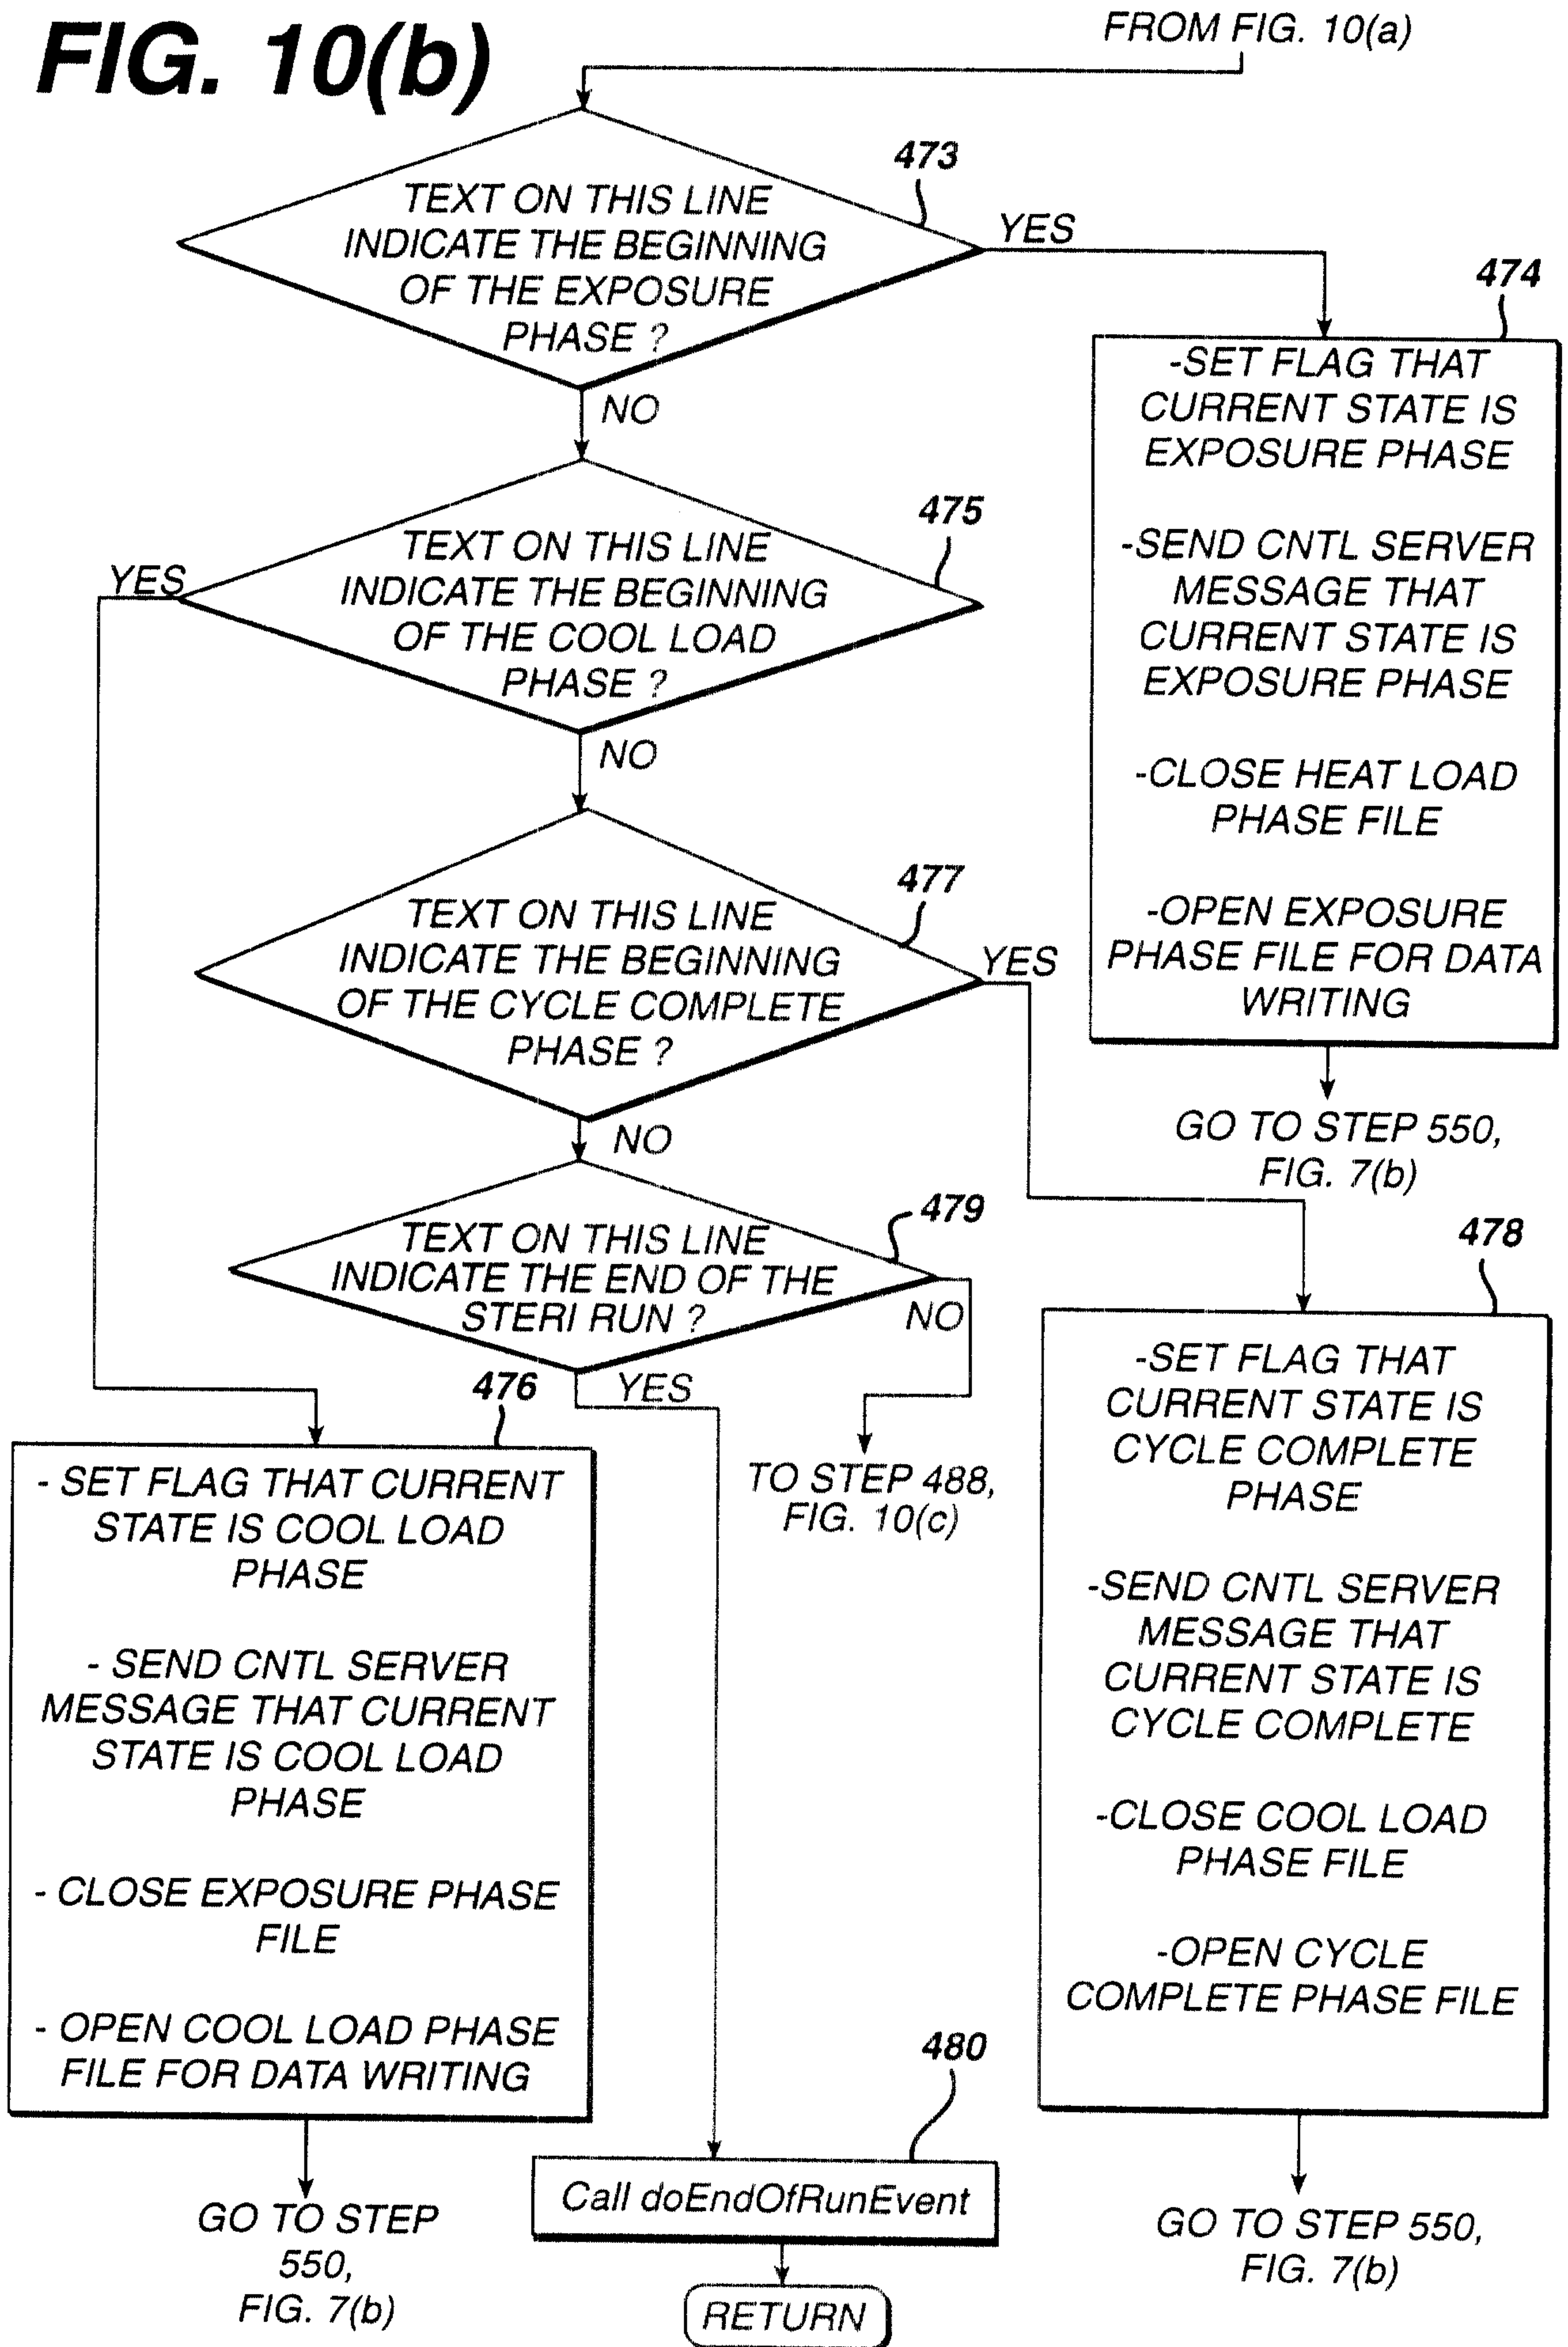 FIG. 10(b)
FROM FIG. 10(a)
473
TEXT ON THIS LINE
INDICATE THE BEGINNING
OF THE EXPOSURE
PHASE ?
YES
NO
474
-SET FLAG THAT
CURRENT STATE IS
EXPOSURE PHASE
-SEND CNTL SERVER
MESSAGE THAT
CURRENT STATE IS
EXPOSURE PHASE
-CLOSE HEAT LOAD
PHASE FILE
-OPEN EXPOSURE
PHASE FILE FOR DATA
WRITING
GO TO STEP 550,
FIG. 7(b)
475
TEXT ON THIS LINE
INDICATE THE BEGINNING
OF THE COOL LOAD
PHASE ?
YES
NO
477
TEXT ON THIS LINE
INDICATE THE BEGINNING
OF THE CYCLE COMPLETE
PHASE ?
YES
NO
479
TEXT ON THIS LINE
INDICATE THE END OF THE
STERI RUN ?
NO
YES
TO STEP 488,
FIG. 10(c)
476
- SET FLAG THAT CURRENT
STATE IS COOL LOAD
PHASE
- SEND CNTL SERVER
MESSAGE THAT CURRENT
STATE IS COOL LOAD
PHASE
- CLOSE EXPOSURE PHASE
FILE
- OPEN COOL LOAD PHASE
FILE FOR DATA WRITING
GO TO STEP
550,
FIG. 7(b)
478
-SET FLAG THAT
CURRENT STATE IS
CYCLE COMPLETE
PHASE
-SEND CNTL SERVER
MESSAGE THAT
CURRENT STATE IS
CYCLE COMPLETE
-CLOSE COOL LOAD
PHASE FILE
-OPEN CYCLE
COMPLETE PHASE FILE
GO TO STEP 550,
FIG. 7(b)
480
Call doEndOfRunEvent
RETURN